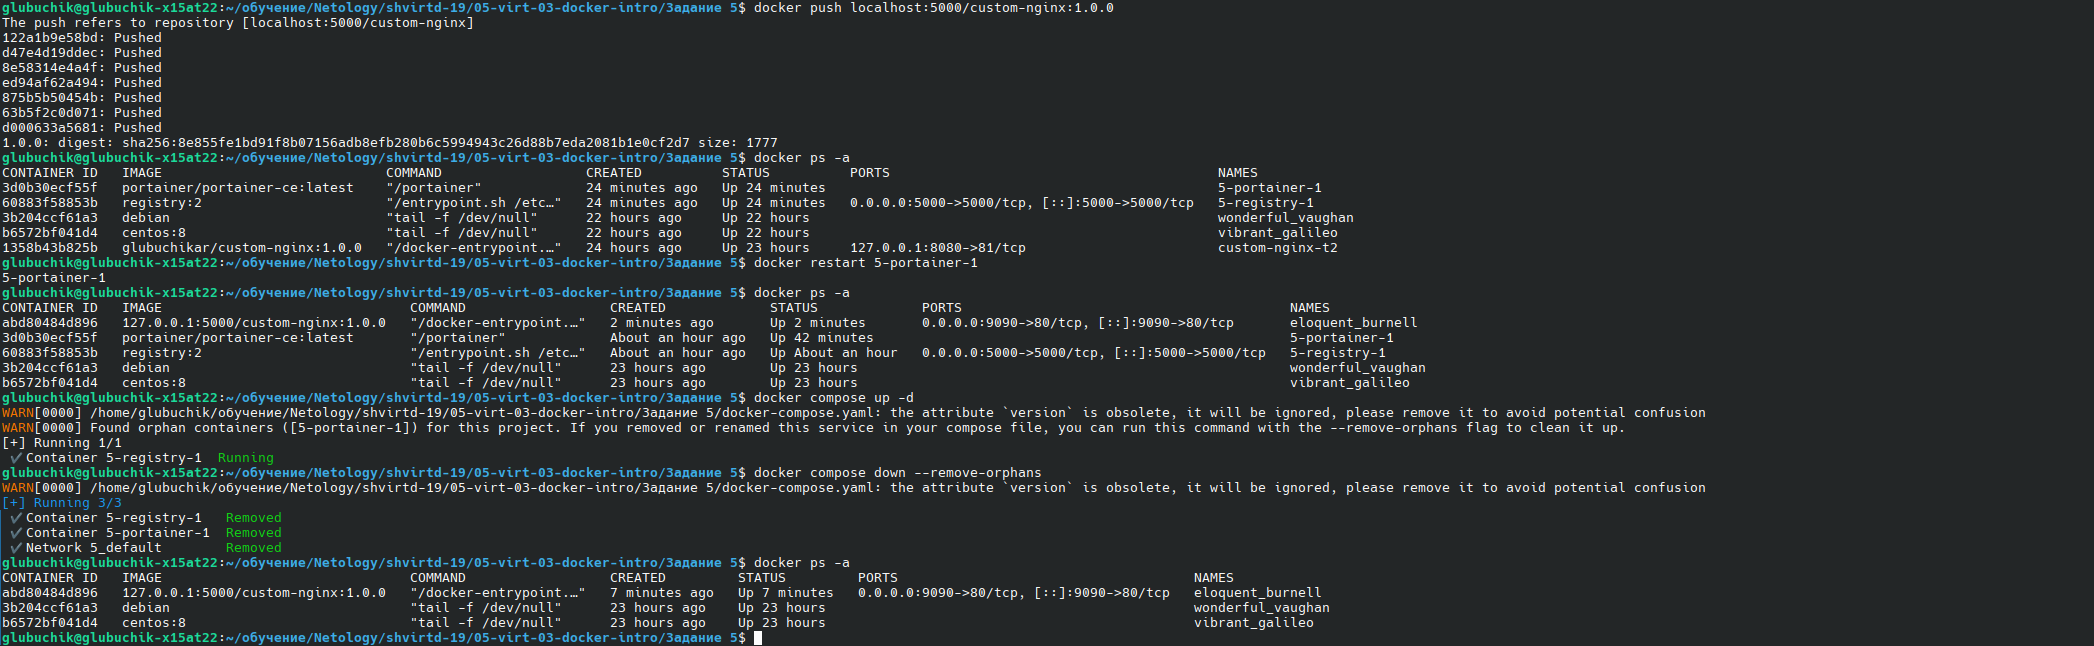 glubuchik@glubuchik-x15at22:~/обучение/Netology/shvirtd-19/05-virt-03-docker-intro/Задание 5$ docker push localhost:5000/custom-nginx:1.0.0
The push refers to repository [localhost:5000/custom-nginx]
122a1b9e58bd: Pushed
d47e4d19ddec: Pushed
8e58314e4a4f: Pushed
ed94af62a494: Pushed
875b5b50454b: Pushed
63b5f2c0d071: Pushed
d000633a5681: Pushed
1.0.0: digest: sha256:8e855fe1bd91f8b07156adb8efb280b6c5994943c26d88b7eda2081b1e0cf2d7 size: 1777
glubuchik@glubuchik-x15at22:~/обучение/Netology/shvirtd-19/05-virt-03-docker-intro/Задание 5$ docker ps -a
CONTAINER ID   IMAGE                           COMMAND                  CREATED          STATUS          PORTS                                         NAMES
3d0b30ecf55f   portainer/portainer-ce:latest    "/portainer"             24 minutes ago   Up 24 minutes                                                 5-portainer-1
60883f58853b   registry:2                       "/entrypoint.sh /etc…"   24 minutes ago   Up 24 minutes   0.0.0.0:5000->5000/tcp, [::]:5000->5000/tcp   5-registry-1
3b204ccf61a3   debian                           "tail -f /dev/null"      22 hours ago     Up 22 hours                                                   wonderful_vaughan
b6572bf041d4   centos:8                         "tail -f /dev/null"      22 hours ago     Up 22 hours                                                   vibrant_galileo
1358b43b825b   glubuchikar/custom-nginx:1.0.0   "/docker-entrypoint.…"   24 hours ago     Up 23 hours     127.0.0.1:8080->81/tcp                        custom-nginx-t2
glubuchik@glubuchik-x15at22:~/обучение/Netology/shvirtd-19/05-virt-03-docker-intro/Задание 5$ docker restart 5-portainer-1
5-portainer-1
glubuchik@glubuchik-x15at22:~/обучение/Netology/shvirtd-19/05-virt-03-docker-intro/Задание 5$ docker ps -a
CONTAINER ID   IMAGE                               COMMAND                  CREATED             STATUS             PORTS                                         NAMES
abd80484d896   127.0.0.1:5000/custom-nginx:1.0.0   "/docker-entrypoint.…"   2 minutes ago       Up 2 minutes       0.0.0.0:9090->80/tcp, [::]:9090->80/tcp       eloquent_burnell
3d0b30ecf55f   portainer/portainer-ce:latest       "/portainer"             About an hour ago   Up 42 minutes                                                    5-portainer-1
60883f58853b   registry:2                          "/entrypoint.sh /etc…"   About an hour ago   Up About an hour   0.0.0.0:5000->5000/tcp, [::]:5000->5000/tcp   5-registry-1
3b204ccf61a3   debian                              "tail -f /dev/null"      23 hours ago        Up 23 hours                                                      wonderful_vaughan
b6572bf041d4   centos:8                            "tail -f /dev/null"      23 hours ago        Up 23 hours                                                      vibrant_galileo
glubuchik@glubuchik-x15at22:~/обучение/Netology/shvirtd-19/05-virt-03-docker-intro/Задание 5$ docker compose up -d
WARN[0000] /home/glubuchik/обучение/Netology/shvirtd-19/05-virt-03-docker-intro/Задание 5/docker-compose.yaml: the attribute `version` is obsolete, it will be ignored, please remove it to avoid potential confusion
WARN[0000] Found orphan containers ([5-portainer-1]) for this project. If you removed or renamed this service in your compose file, you can run this command with the --remove-orphans flag to clean it up.
[+] Running 1/1
✔ Container 5-registry-1  Running
glubuchik@glubuchik-x15at22:~/обучение/Netology/shvirtd-19/05-virt-03-docker-intro/Задание 5$ docker compose down --remove-orphans
WARN[0000] /home/glubuchik/обучение/Netology/shvirtd-19/05-virt-03-docker-intro/Задание 5/docker-compose.yaml: the attribute `version` is obsolete, it will be ignored, please remove it to avoid potential confusion
[+] Running 3/3
✔ Container 5-registry-1   Removed
✔ Container 5-portainer-1  Removed
✔ Network 5_default        Removed
glubuchik@glubuchik-x15at22:~/обучение/Netology/shvirtd-19/05-virt-03-docker-intro/Задание 5$ docker ps -a
CONTAINER ID   IMAGE                               COMMAND                  CREATED         STATUS         PORTS                                     NAMES
abd80484d896   127.0.0.1:5000/custom-nginx:1.0.0   "/docker-entrypoint.…"   7 minutes ago   Up 7 minutes   0.0.0.0:9090->80/tcp, [::]:9090->80/tcp   eloquent_burnell
3b204ccf61a3   debian                              "tail -f /dev/null"      23 hours ago    Up 23 hours                                              wonderful_vaughan
b6572bf041d4   centos:8                            "tail -f /dev/null"      23 hours ago    Up 23 hours                                              vibrant_galileo
glubuchik@glubuchik-x15at22:~/обучение/Netology/shvirtd-19/05-virt-03-docker-intro/Задание 5$